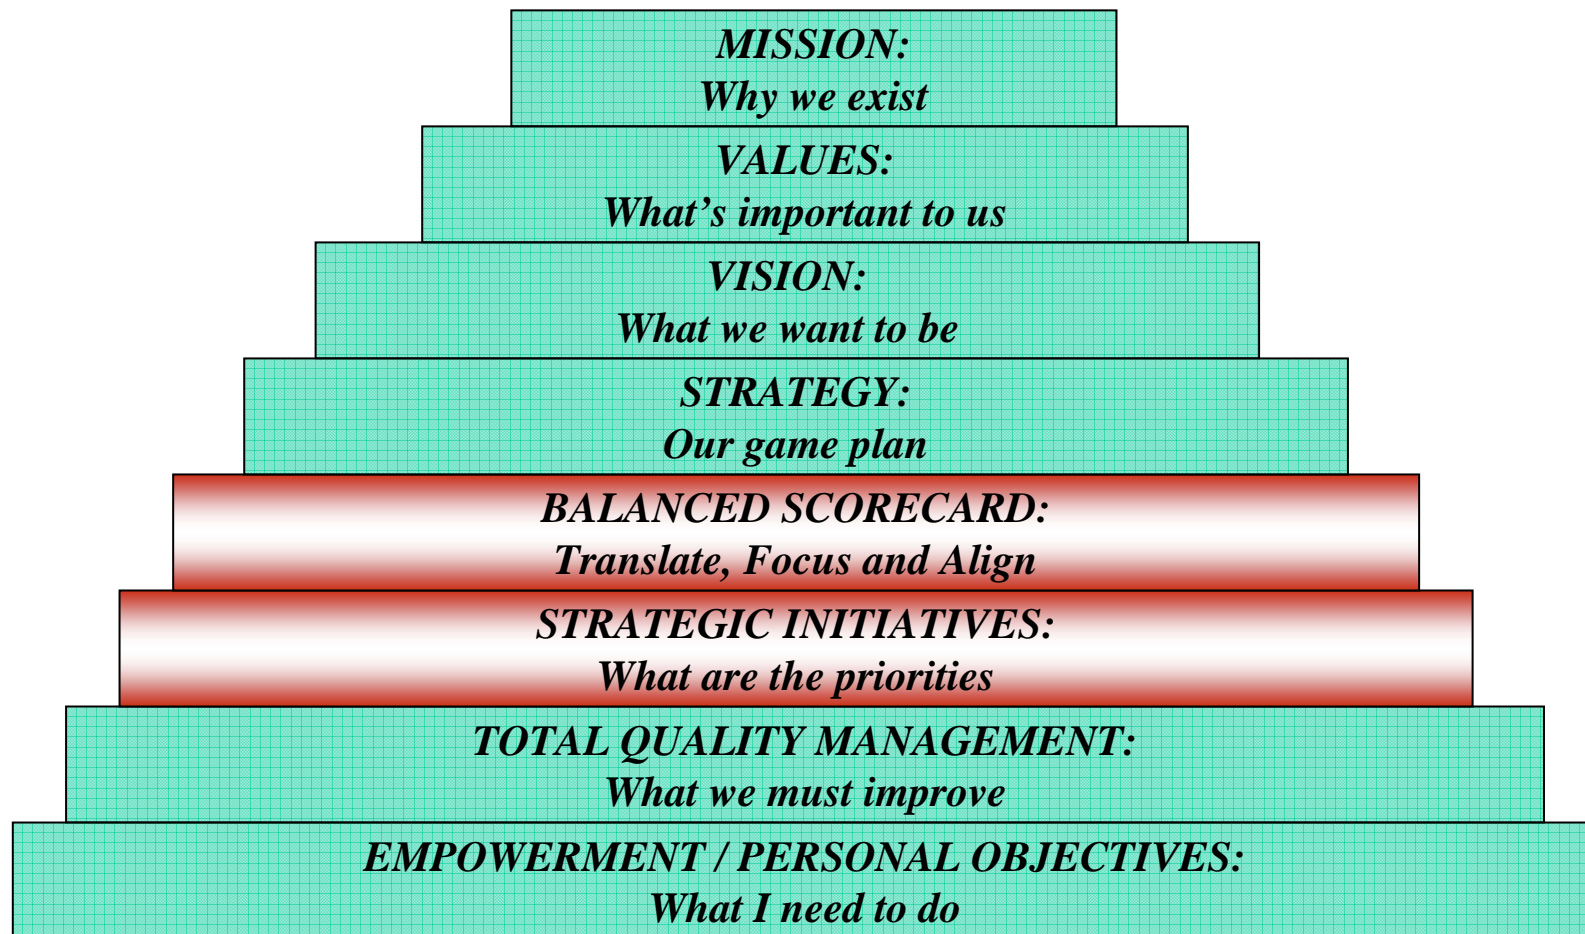 MISSION:
Why we exist
VALUES:
What’s important to us
VISION:
What we want to be
STRATEGY:
Our game plan
BALANCED SCORECARD:
Translate, Focus and Align
STRATEGIC INITIATIVES:
What are the priorities
TOTAL QUALITY MANAGEMENT:
What we must improve
EMPOWERMENT / PERSONAL OBJECTIVES:
What I need to do